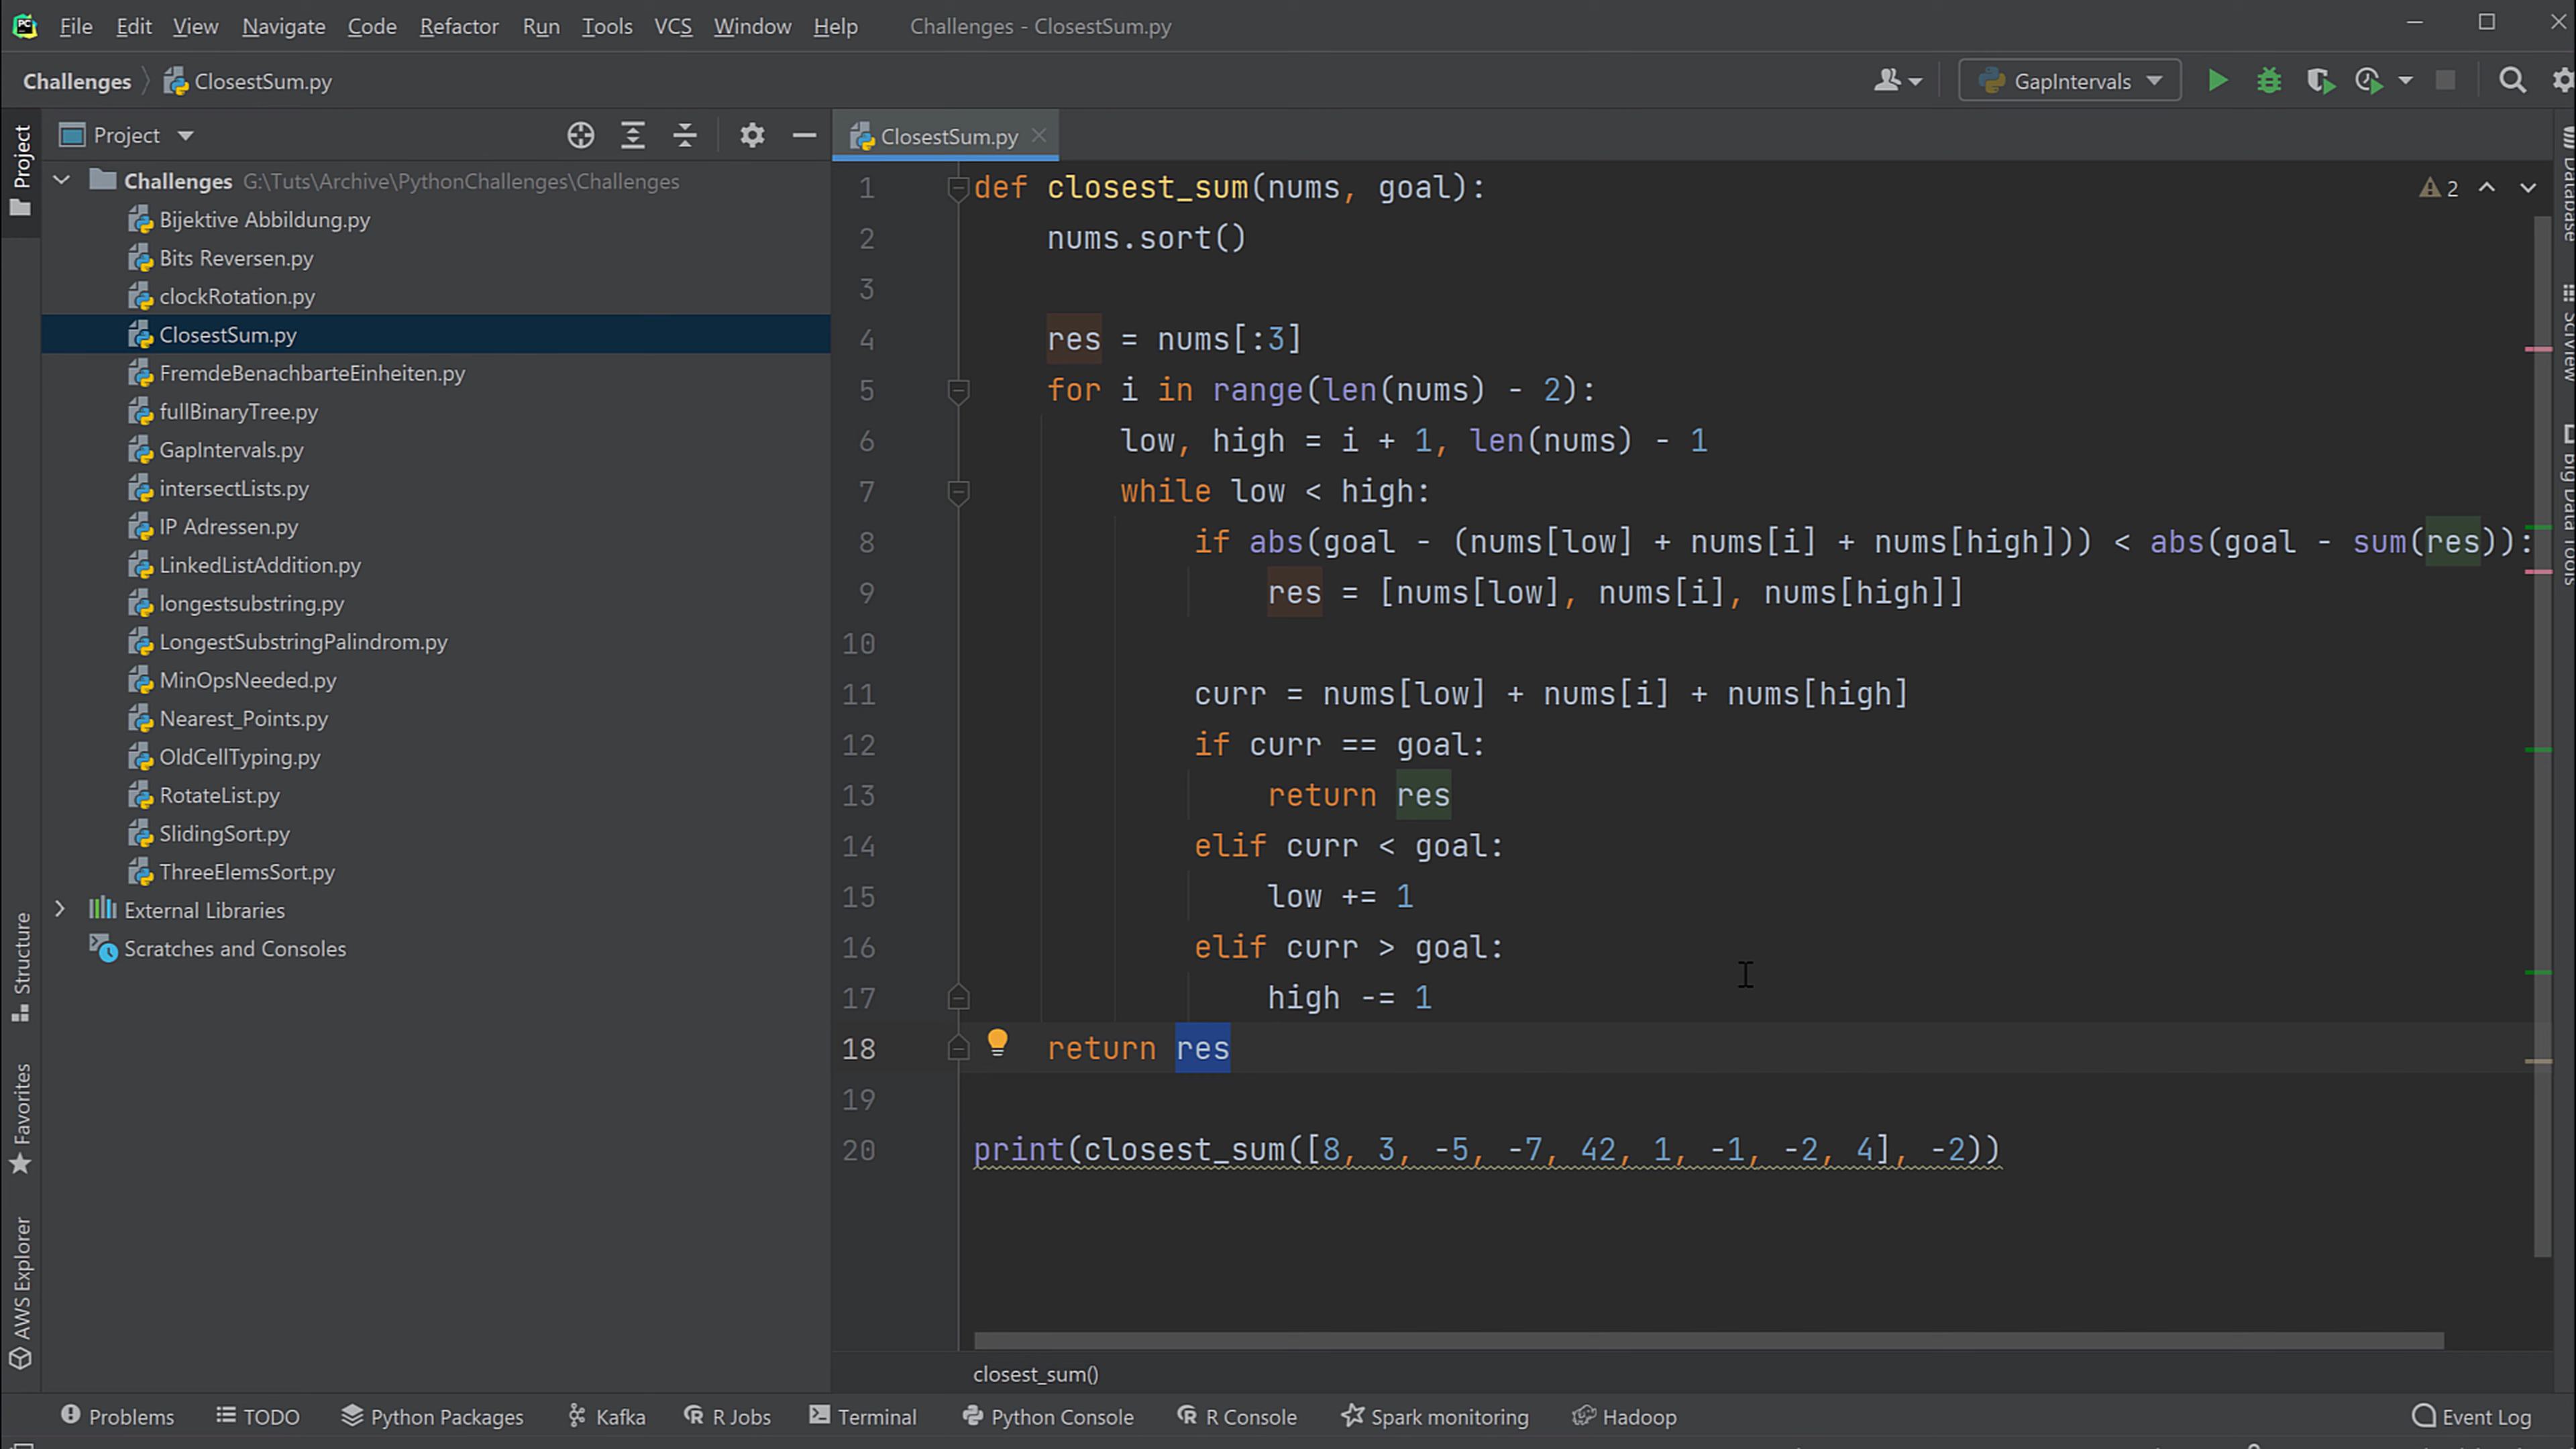 PC File Edit View Navigate Code Refactor Run Tools VCS Window Help Challenges - ClosestSum.py
Challenges ClosestSum.py GapIntervals
Project Project ClosestSum.py
Challenges G:\Tuts\Archive\PythonChallenges\Challenges
Bijektive Abbildung.py
Bits Reversen.py
clockRotation.py
ClosestSum.py
FremdeBenachbarteEinheiten.py
fullBinaryTree.py
GapIntervals.py
intersectLists.py
IP Adressen.py
LinkedListAddition.py
longestsubstring.py
LongestSubstringPalindrom.py
MinOpsNeeded.py
Nearest_Points.py
OldCellTyping.py
RotateList.py
SlidingSort.py
ThreeElemsSort.py
External Libraries
Scratches and Consoles
Structure
Favorites
AWS Explorer
1 def closest_sum(nums, goal):
2 nums.sort()
3
4 res = nums[:3]
5 for i in range(len(nums) - 2):
6 low, high = i + 1, len(nums) - 1
7 while low < high:
8 if abs(goal - (nums[low] + nums[i] + nums[high])) < abs(goal - sum(res)):
9 res = [nums[low], nums[i], nums[high]]
10
11 curr = nums[low] + nums[i] + nums[high]
12 if curr == goal:
13 return res
14 elif curr < goal:
15 low += 1
16 elif curr > goal:
17 high -= 1
18 return res
19
20 print(closest_sum([8, 3, -5, -7, 42, 1, -1, -2, 4], -2))
2
Database
SciView
Big Data Tools
closest_sum()
Problems TODO Python Packages Kafka R Jobs Terminal Python Console R Console Spark monitoring Hadoop Event Log